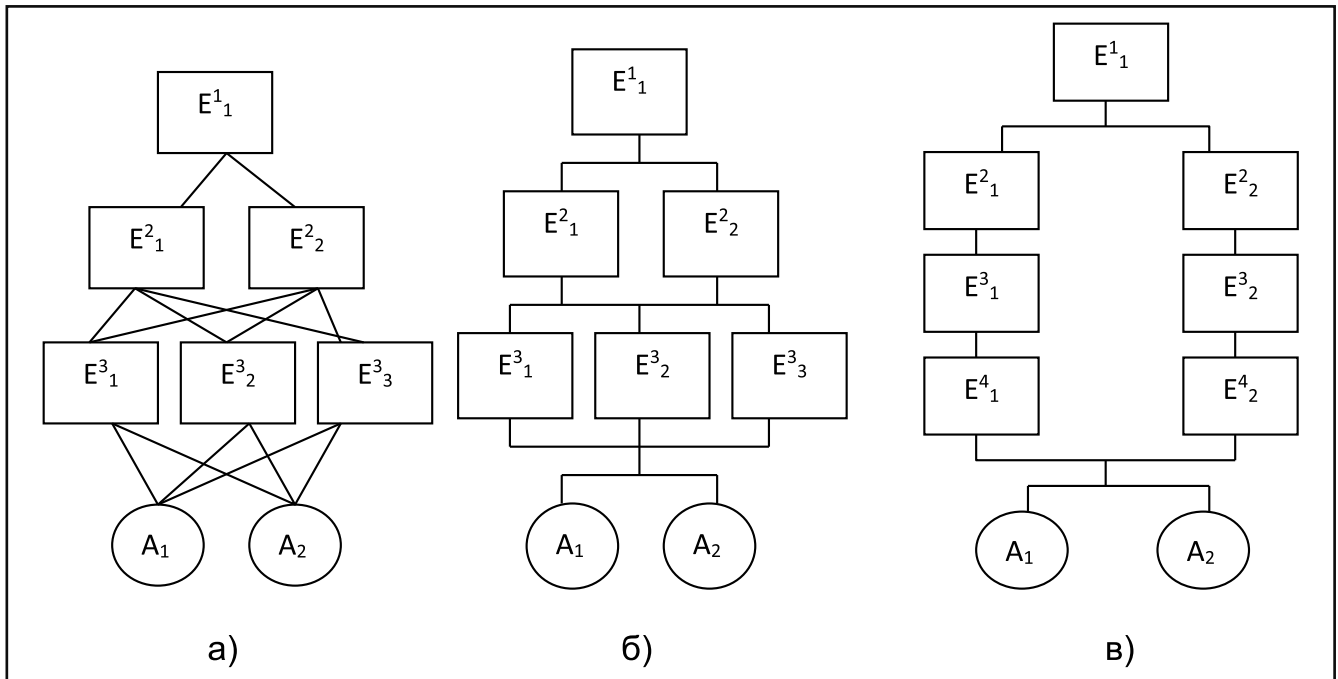 E¹₁
E²₁ E²₂
E³₁ E³₂ E³₃
A₁ A₂
а)
E¹₁
E²₁ E²₂
E³₁ E³₂ E³₃
A₁ A₂
б)
E¹₁
E²₁ E²₂
E³₁ E³₂
E⁴₁ E⁴₂
A₁ A₂
в)